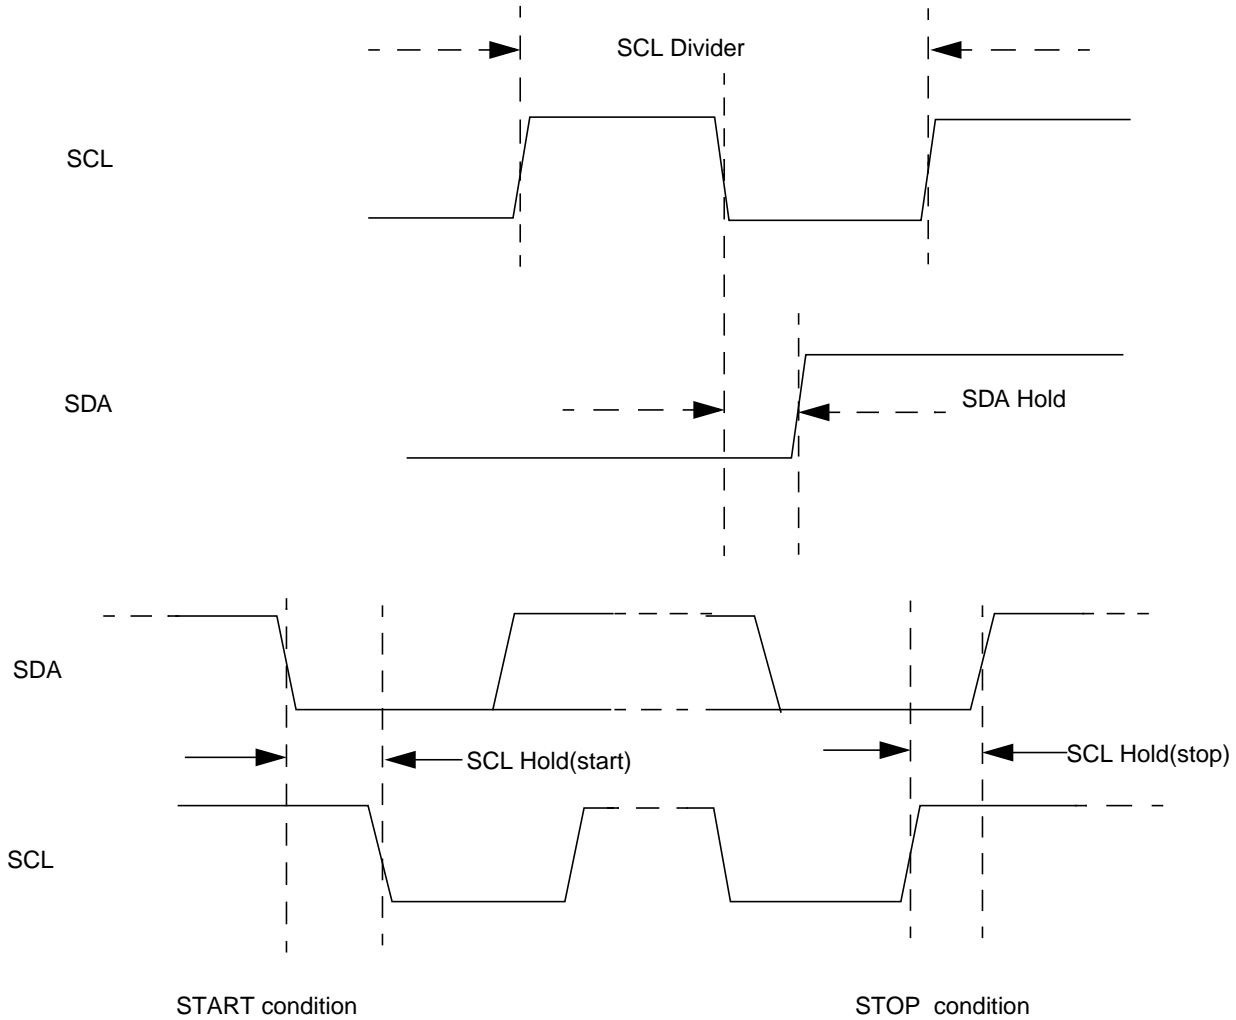 SCL Divider
SCL
SDA
SDA Hold
SDA
SCL Hold(start)
SCL Hold(stop)
SCL
START condition
STOP condition